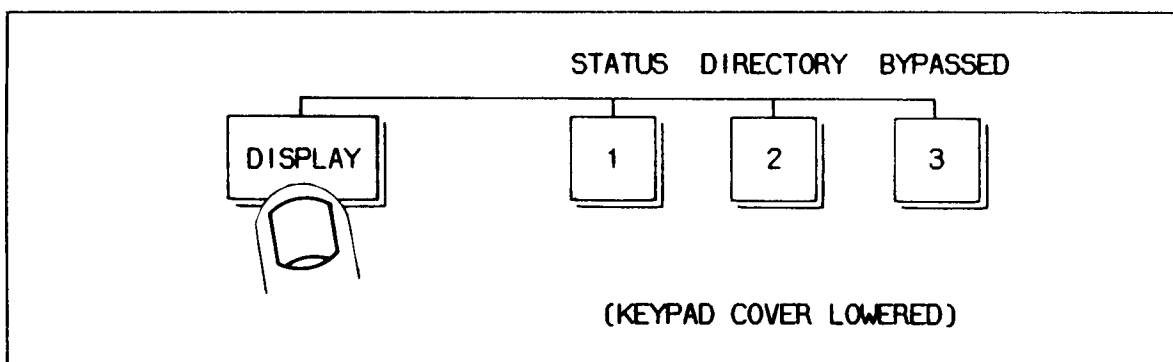 STATUS DIRECTORY BYPASSED
DISPLAY 1 2 3
(KEYPAD COVER LOWERED)